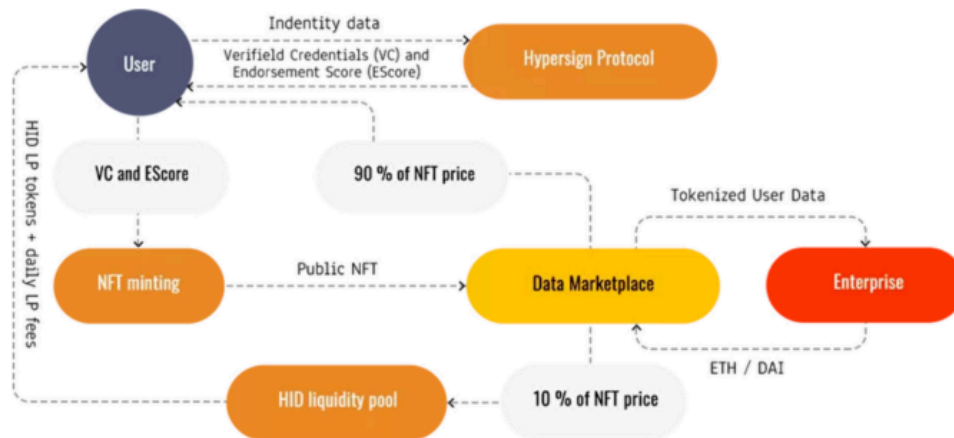 Indentity data
User
Verifield Credentials (VC) and
Endorsement Score (EScore)
Hypersign Protocol
HID LP tokens + daily LP fees
VC and EScore
90 % of NFT price
Tokenized User Data
NFT minting
Public NFT
Data Marketplace
Enterprise
ETH / DAI
HID liquidity pool
10 % of NFT price